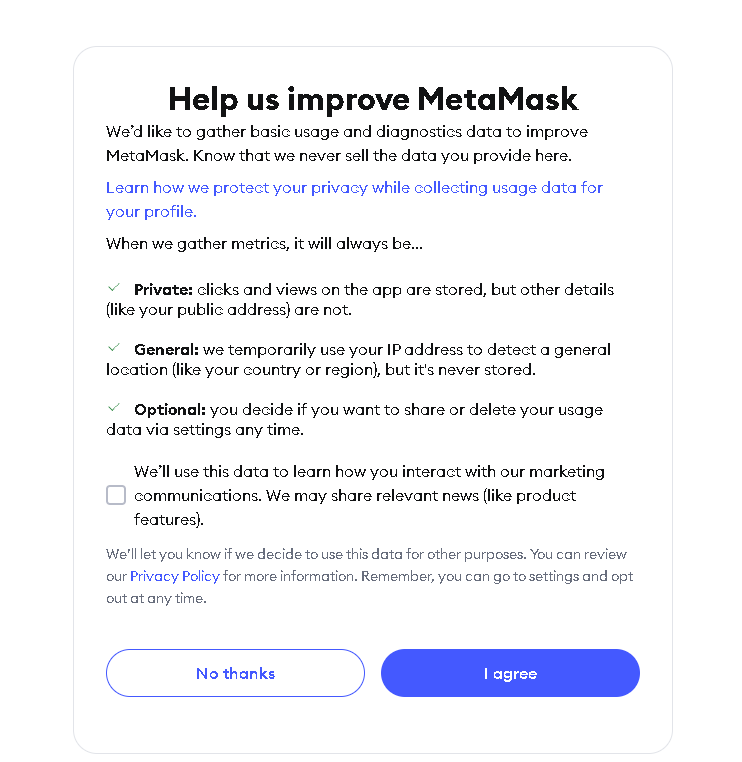 Help us improve MetaMask
We’d like to gather basic usage and diagnostics data to improve
MetaMask. Know that we never sell the data you provide here.
Learn how we protect your privacy while collecting usage data for
your profile.
When we gather metrics, it will always be...
Private: clicks and views on the app are stored, but other details
(like your public address) are not.
General: we temporarily use your IP address to detect a general
location (like your country or region), but it's never stored.
Optional: you decide if you want to share or delete your usage
data via settings any time.
We’ll use this data to learn how you interact with our marketing
communications. We may share relevant news (like product
features).
We’ll let you know if we decide to use this data for other purposes. You can review
our Privacy Policy for more information. Remember, you can go to settings and opt
out at any time.
No thanks
I agree